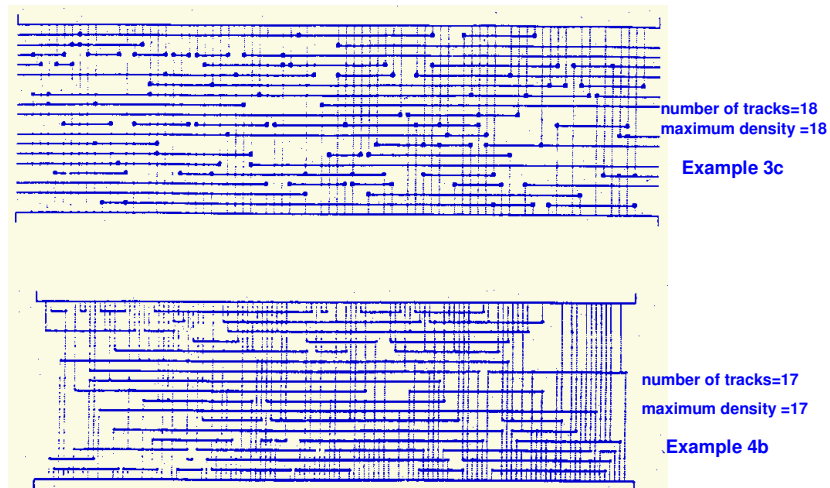 number of tracks=18
maximum density =18
Example 3c
number of tracks=17
maximum density =17
Example 4b